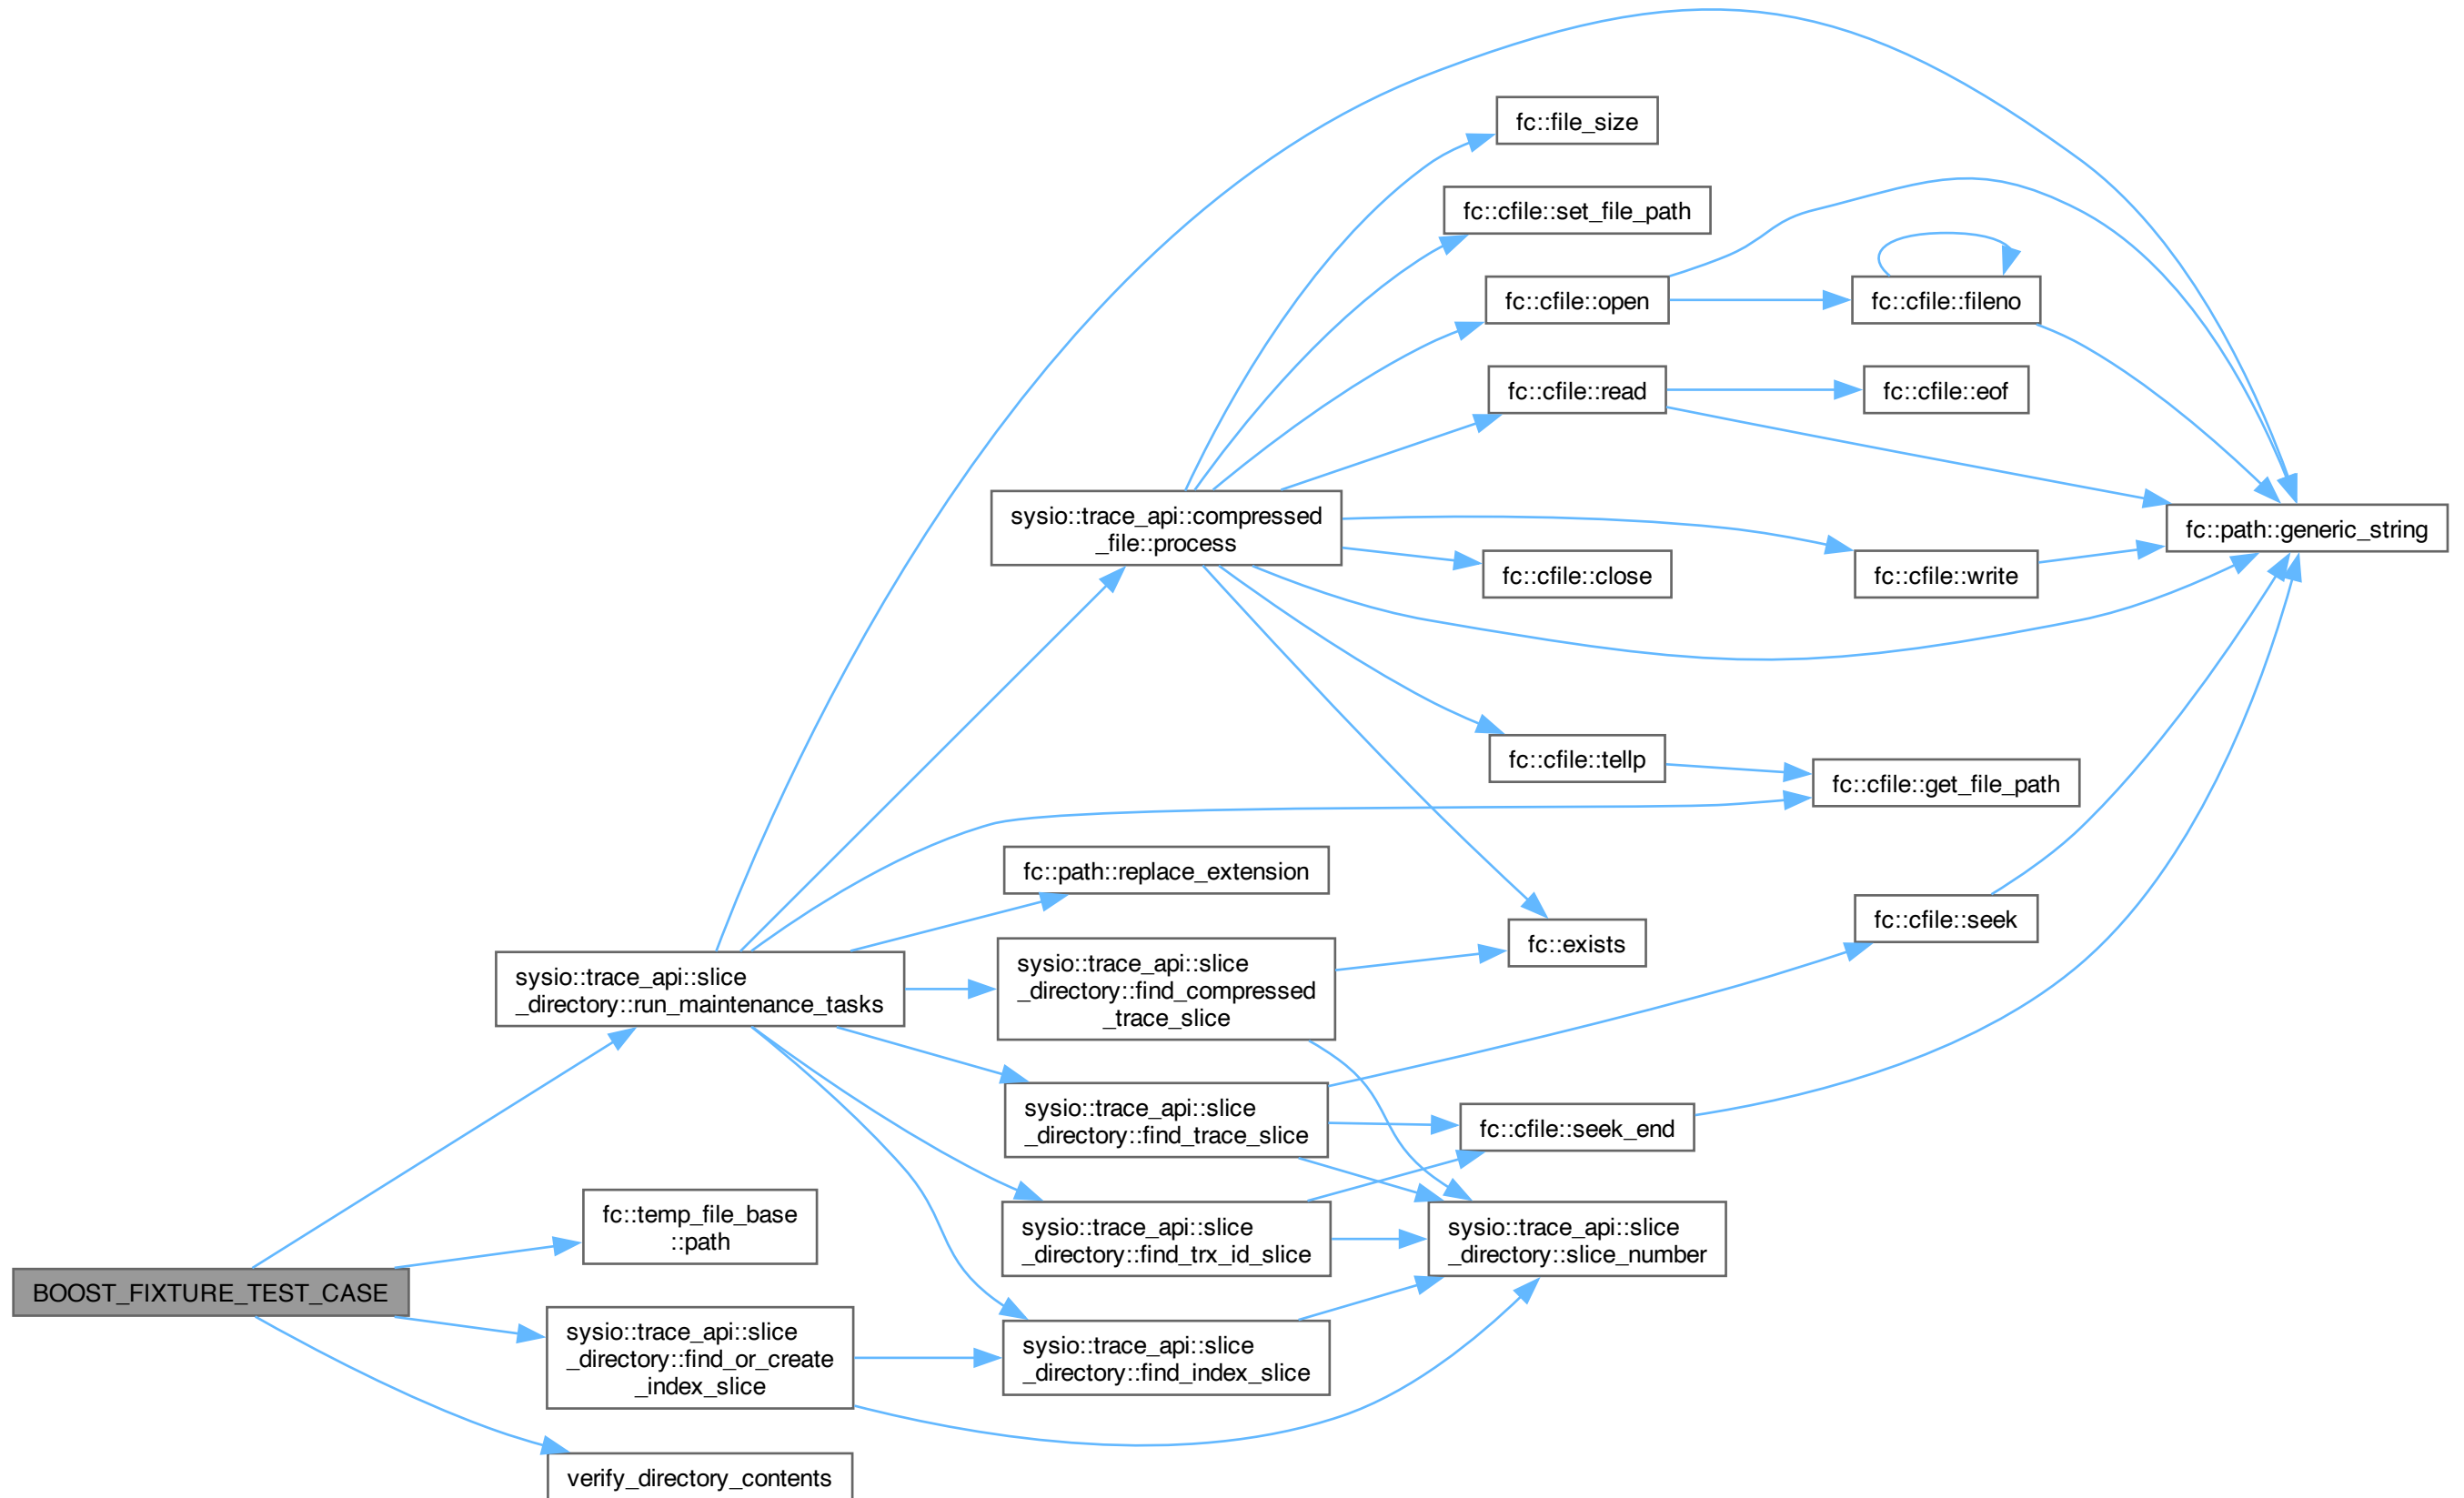 fc::file_size
fc::cfile::set_file_path
fc::cfile::open
fc::cfile::fileno
fc::cfile::read
fc::cfile::eof
sysio::trace_api::compressed
_file::process
fc::path::generic_string
fc::cfile::close
fc::cfile::write
fc::cfile::tellp
fc::cfile::get_file_path
fc::path::replace_extension
fc::cfile::seek
fc::exists
sysio::trace_api::slice
_directory::run_maintenance_tasks
sysio::trace_api::slice
_directory::find_compressed
_trace_slice
sysio::trace_api::slice
_directory::find_trace_slice
fc::cfile::seek_end
fc::temp_file_base
::path
sysio::trace_api::slice
_directory::find_trx_id_slice
sysio::trace_api::slice
_directory::slice_number
BOOST_FIXTURE_TEST_CASE
sysio::trace_api::slice
_directory::find_or_create
_index_slice
sysio::trace_api::slice
_directory::find_index_slice
verify_directory_contents